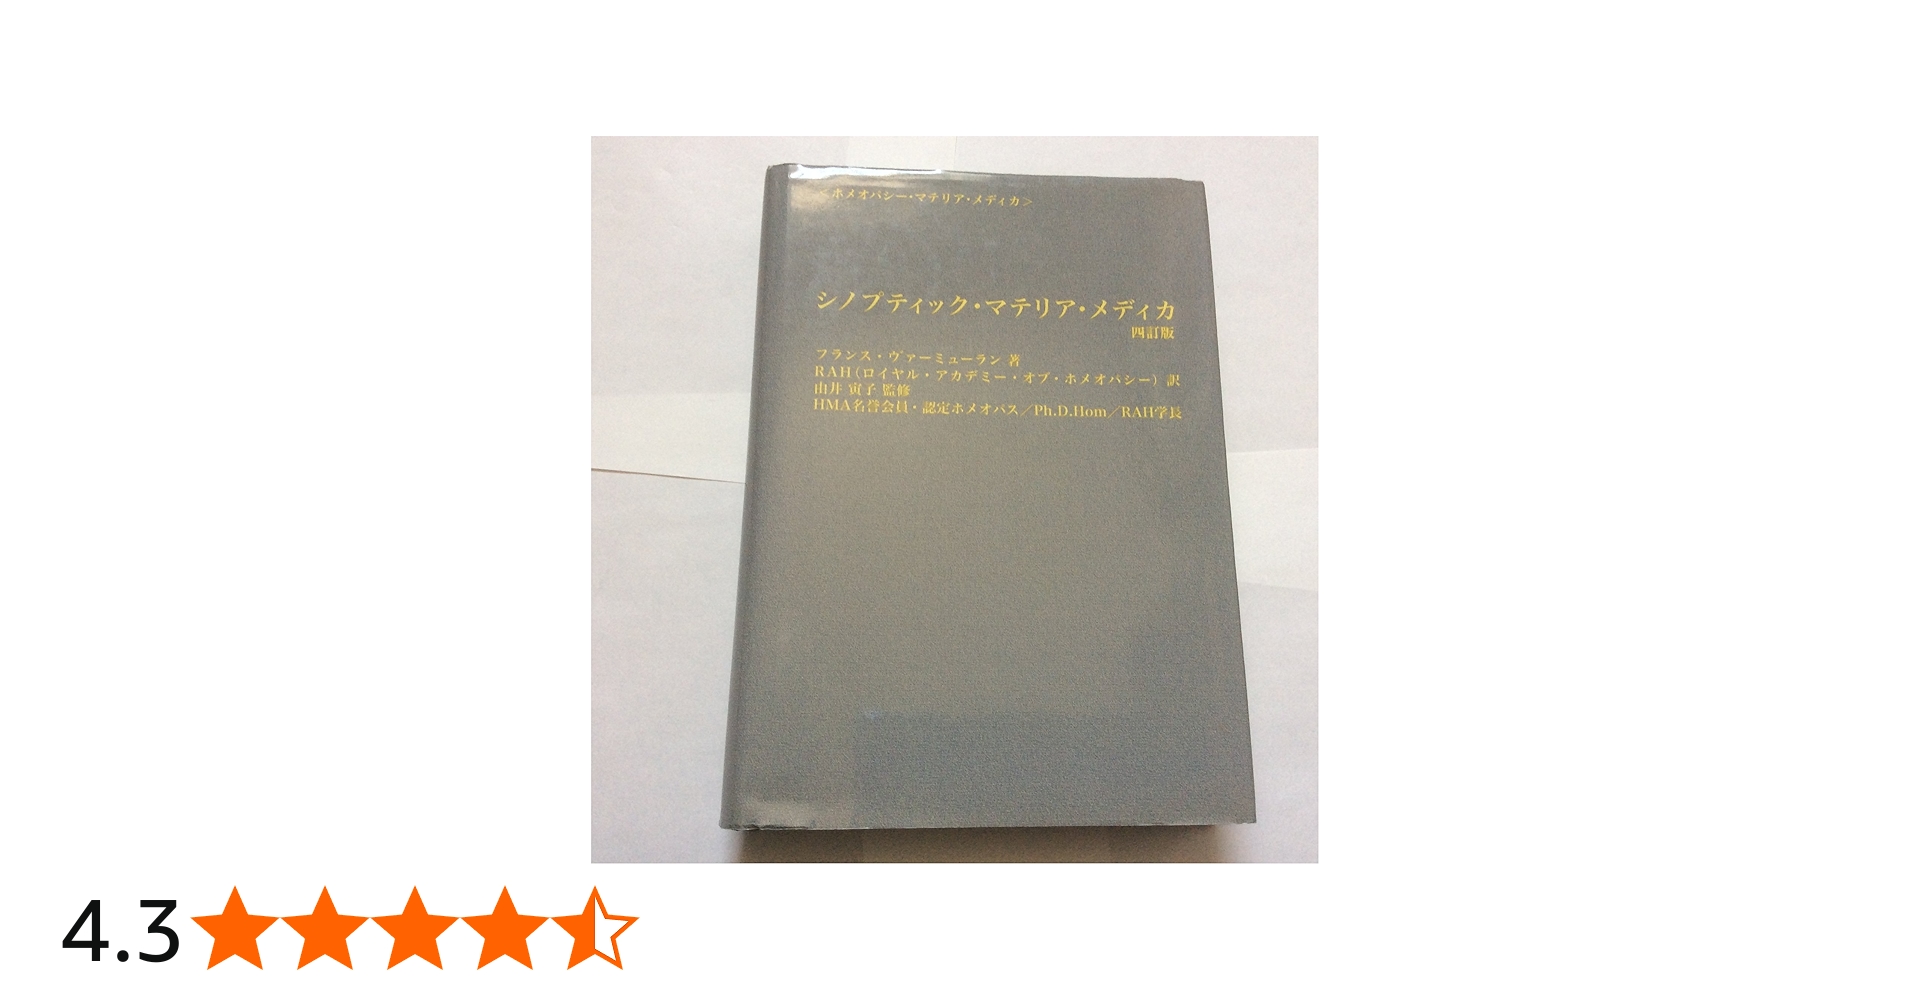 <ホメオパシー・マテリア・メディカ>
シノプティック・マテリア・メディカ
四訂版
フランス・ヴァーミューラン 著
RAH(ロイヤル・アカデミー・オブ・ホメオパシー) 訳
由井 寅子 監修
HMA名誉会員・認定ホメオパス/Ph.D.Hom/RAH学長
4.3